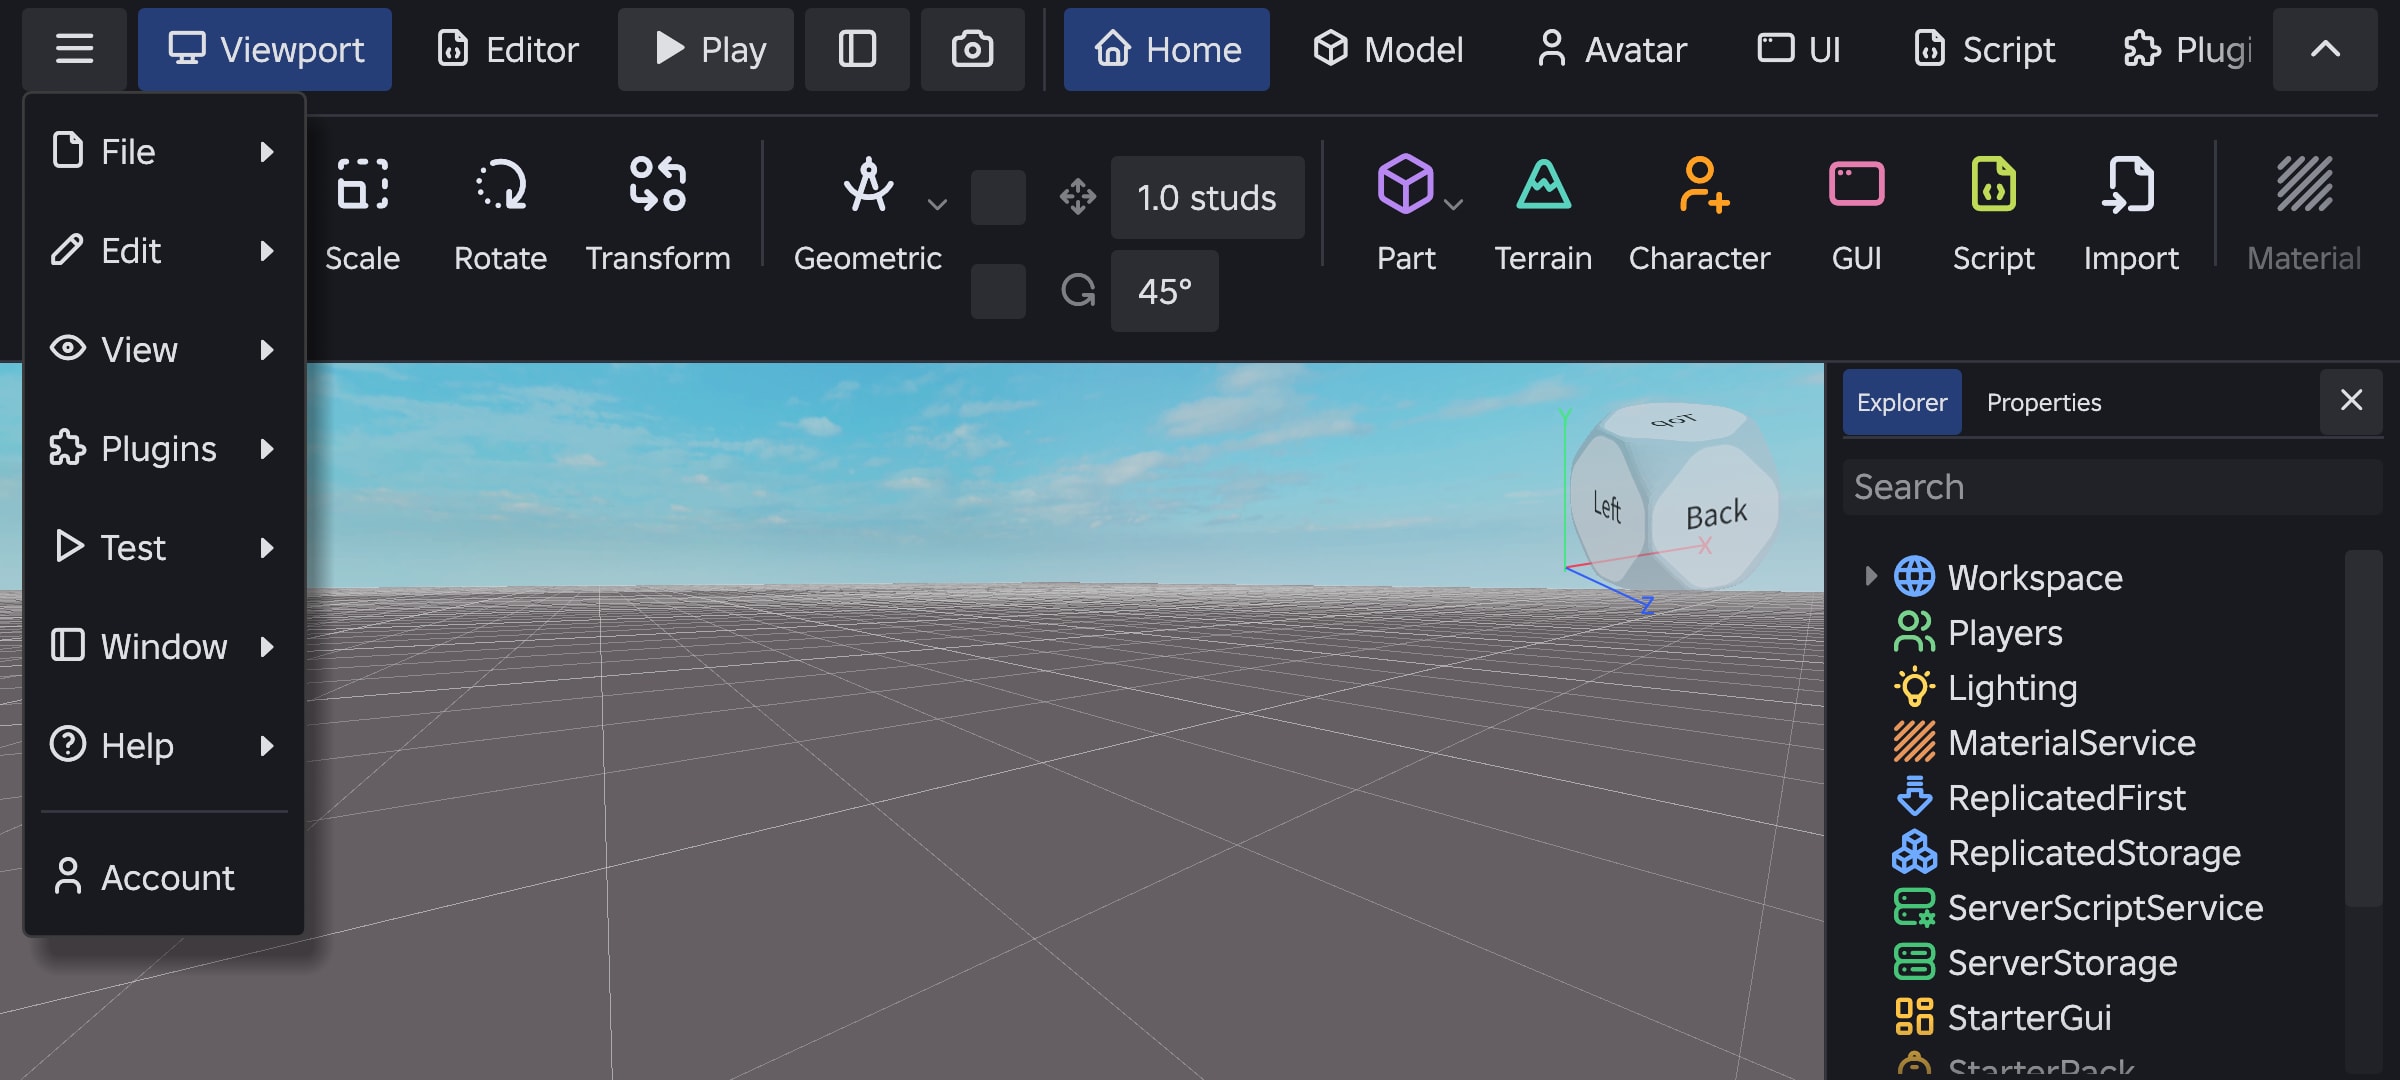 Viewport
Editor
Play
Home
Model
Avatar
UI
Script
Plugi
File
Edit
View
Plugins
Test
Window
Help
Account
Scale
Rotate
Transform
Geometric
1.0 studs
45°
Part
Terrain
Character
GUI
Script
Import
Material
Top
Left
Back
Y
X
Z
Explorer
Properties
Search
Workspace
Players
Lighting
MaterialService
ReplicatedFirst
ReplicatedStorage
ServerScriptService
ServerStorage
StarterGui
StarterPack